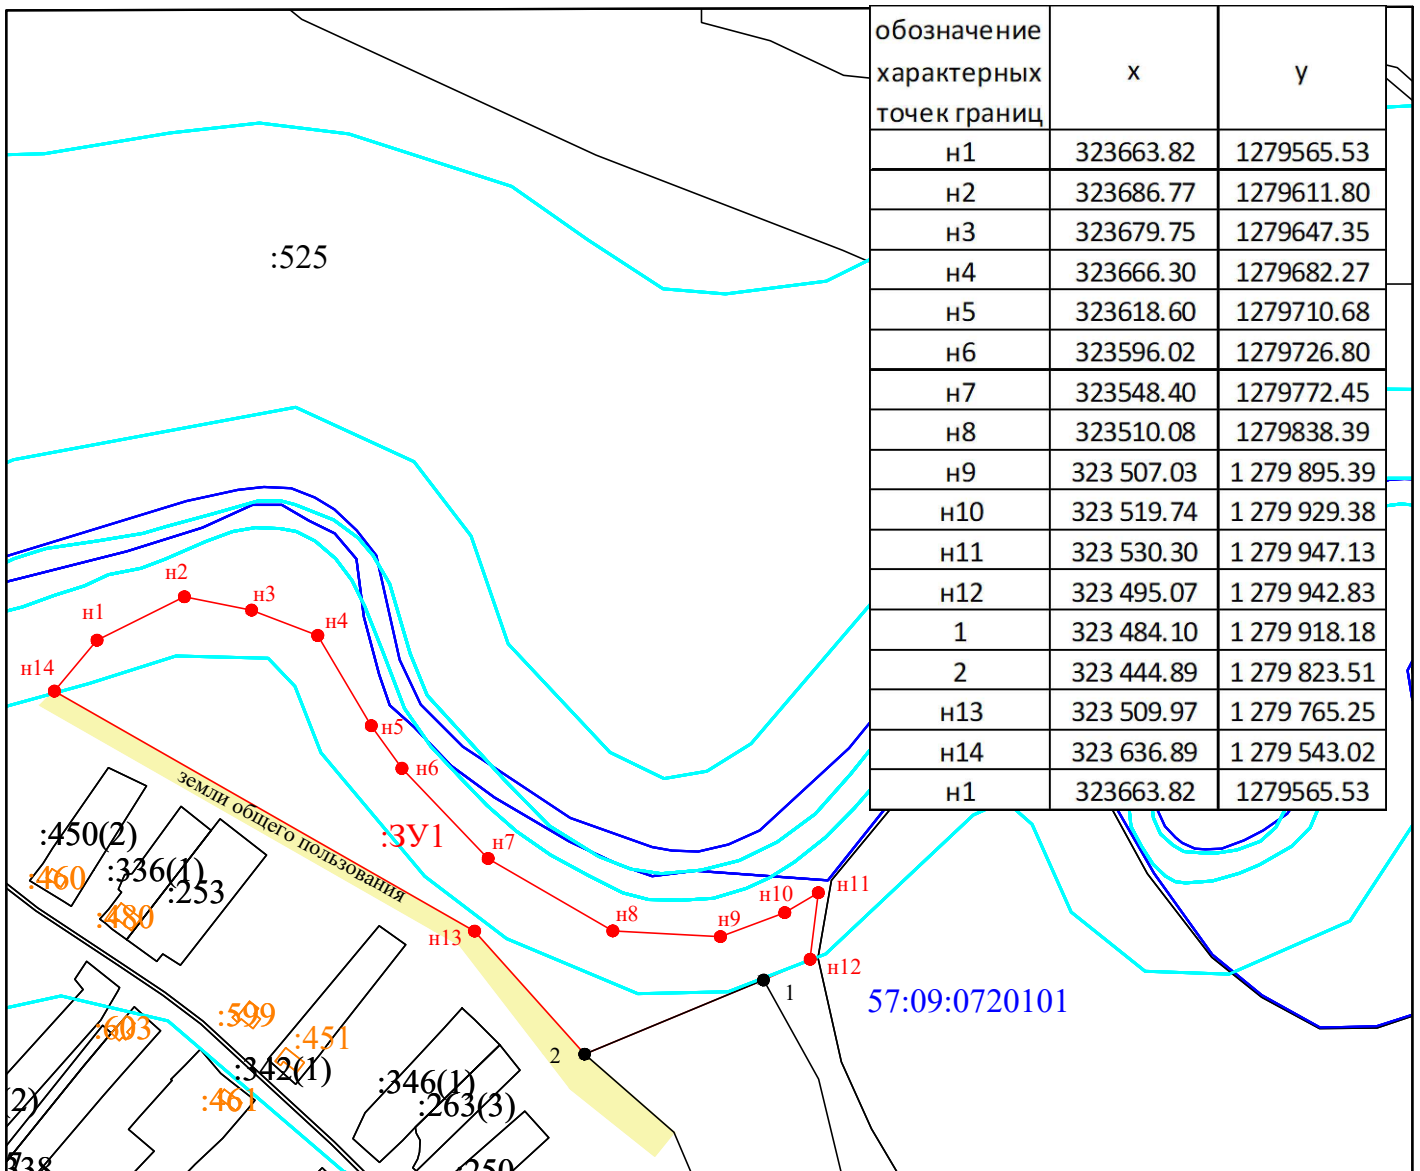 обозначение
характерных
точек границ
x
y
н1 323663.82 1279565.53
н2 323686.77 1279611.80
н3 323679.75 1279647.35
н4 323666.30 1279682.27
н5 323618.60 1279710.68
н6 323596.02 1279726.80
н7 323548.40 1279772.45
н8 323510.08 1279838.39
н9 323 507.03 1 279 895.39
н10 323 519.74 1 279 929.38
н11 323 530.30 1 279 947.13
н12 323 495.07 1 279 942.83
1 323 484.10 1 279 918.18
2 323 444.89 1 279 823.51
н13 323 509.97 1 279 765.25
н14 323 636.89 1 279 543.02
н1 323663.82 1279565.53
:525
н2
н1
н3
н4
н14
н5
н6
земли общего пользования
:ЗУ1
н7
:450(2)
:336(1)
:460
:253
:480
н11
н10
н8
н9
н13
н12
1
57:09:0720101
:599
:603
:451
2
:342(1)
:346(1)
:461
:263(3)
(2)
:250
338